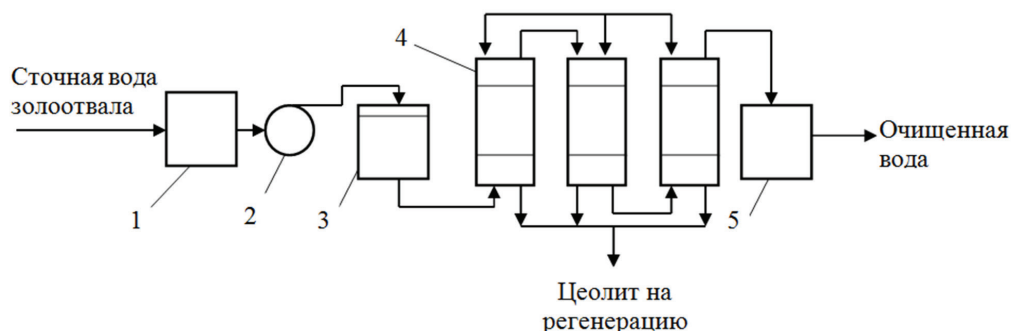 4
Сточная вода
золоотвала
Очищенная
вода
1
2
3
5
Цеолит на
регенерацию